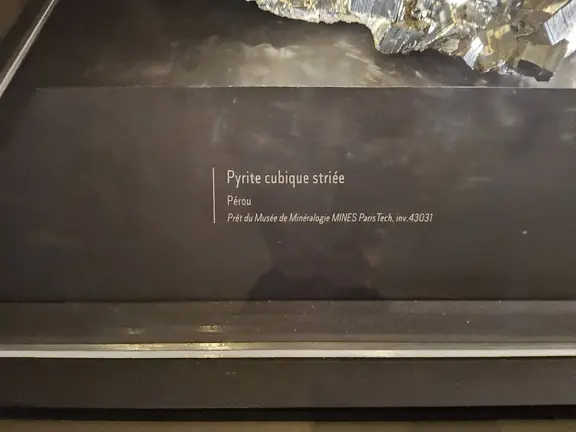 Pyrite cubique striée
Pérou
Prêt du Musée de Minéralogie MINES ParisTech, inv.43031